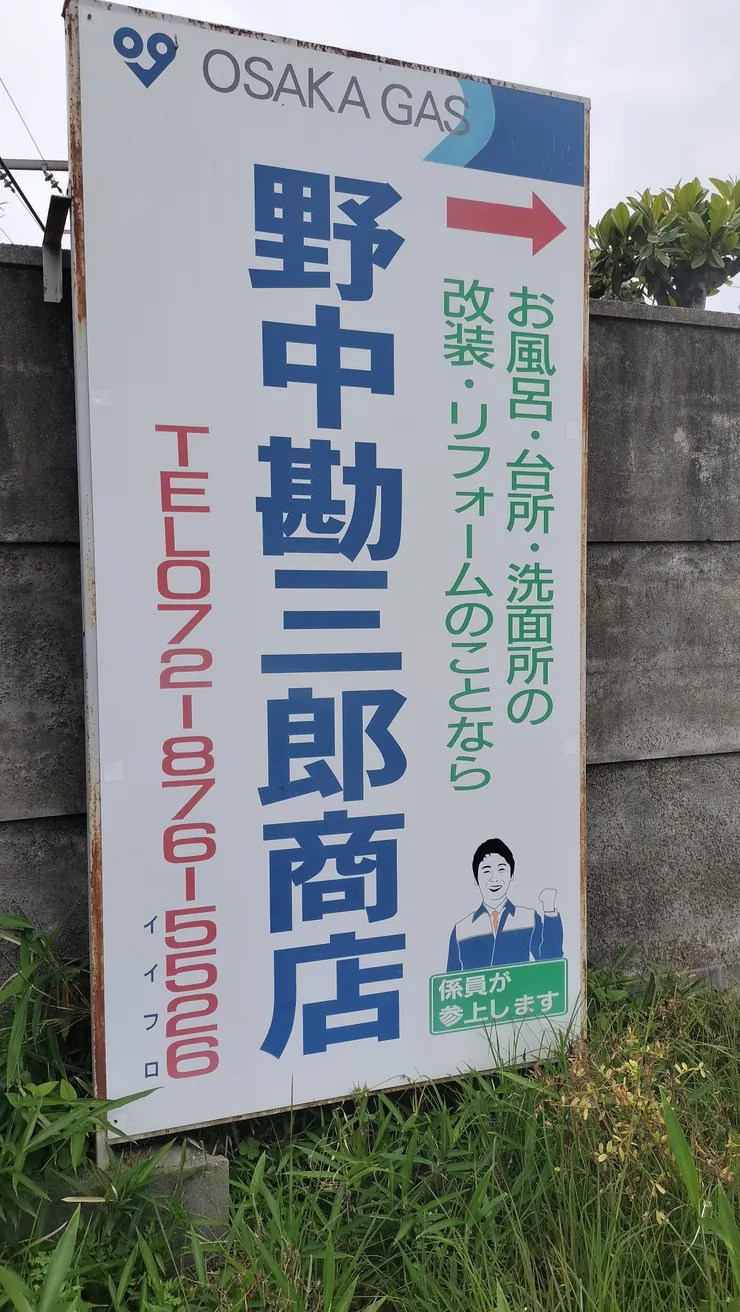 OSAKA GAS
お風呂・台所・洗面所の
改装・リフォームのことなら
野中勘三郎商店
TEL072-876-5526
イイフロ
係員が
参上します